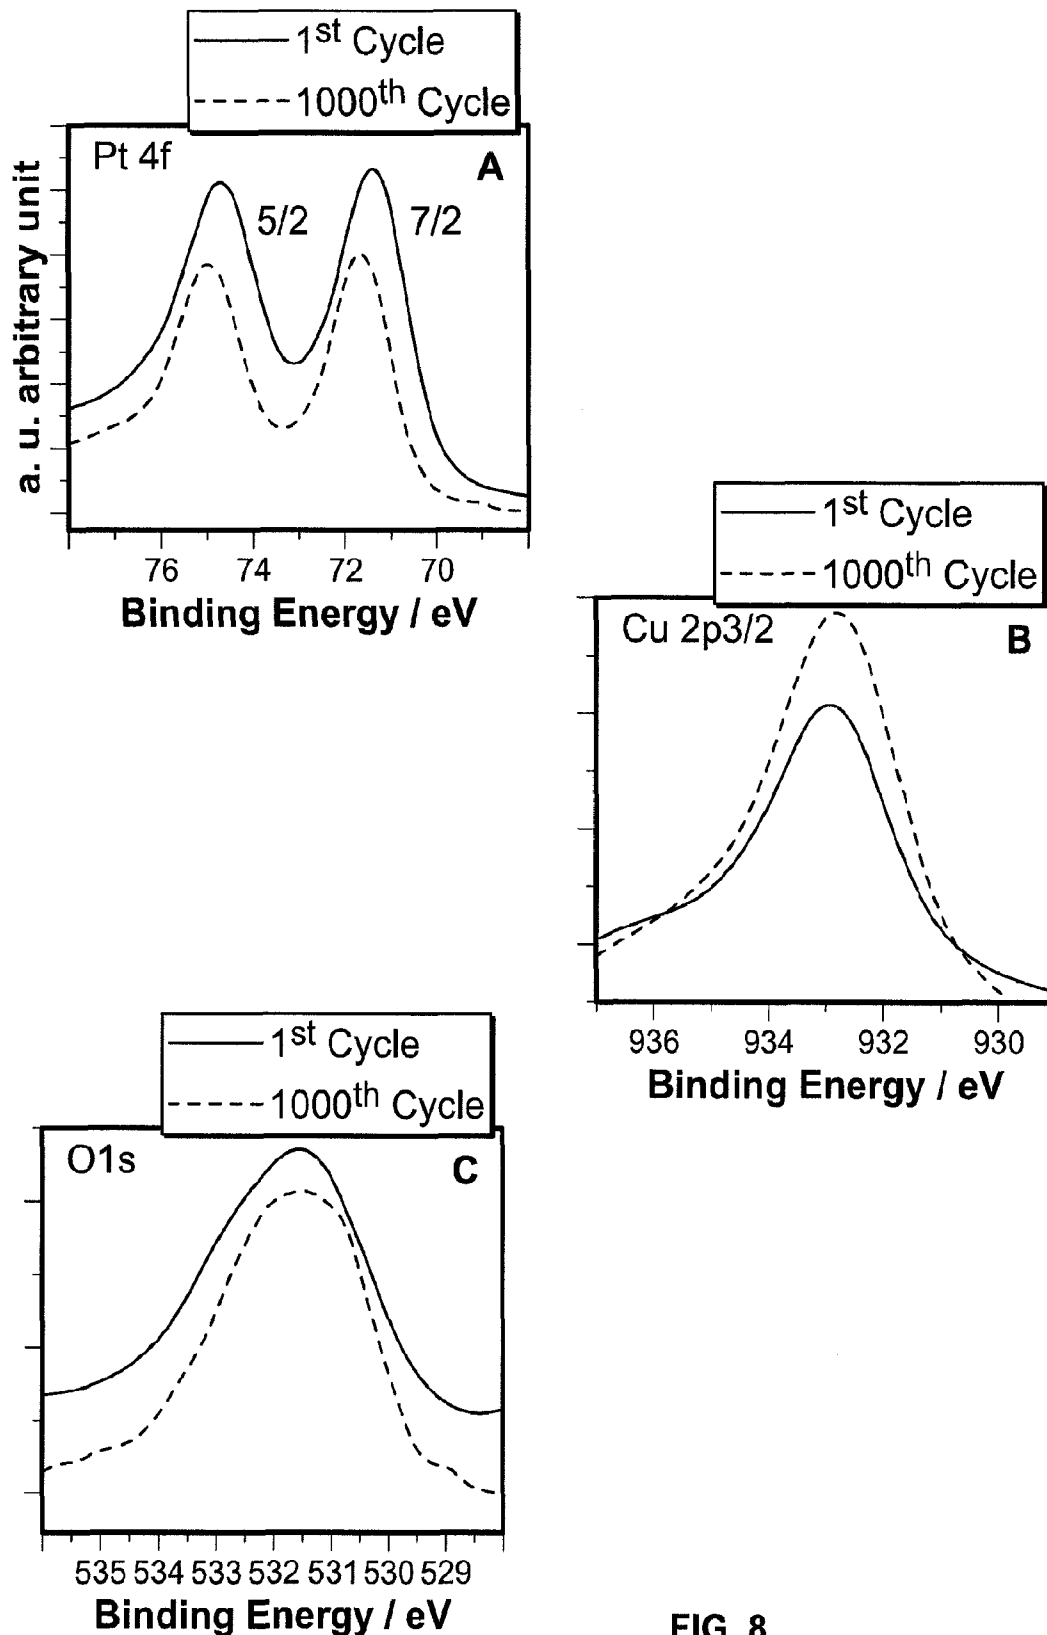 1st Cycle
1000th Cycle
Pt 4f
A
5/2
7/2
a. u. arbitrary unit
76 74 72 70
Binding Energy / eV
1st Cycle
1000th Cycle
Cu 2p3/2
B
936 934 932 930
Binding Energy / eV
1st Cycle
1000th Cycle
O1s
C
535 534 533 532 531 530 529
Binding Energy / eV
FIG. 8